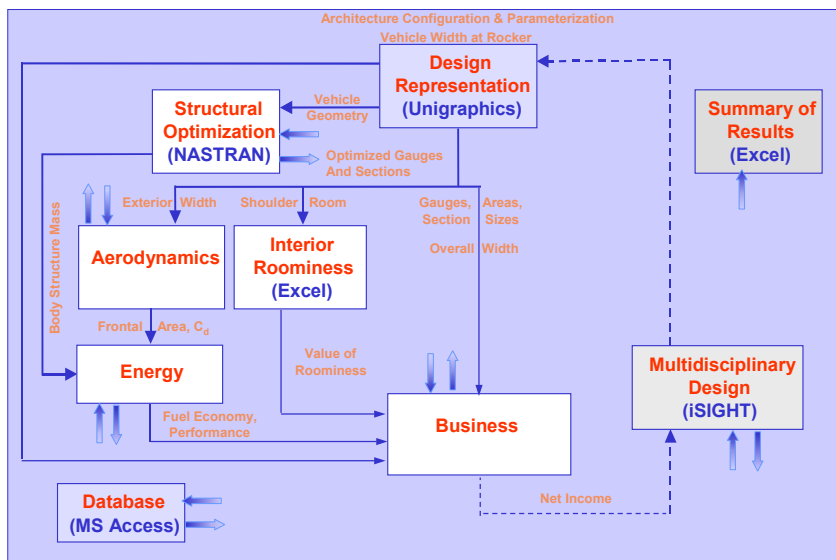 Architecture Configuration & Parameterization
Vehicle Width at Rocker
Design
Representation
(Unigraphics)
Vehicle
Geometry
Structural
Optimization
(NASTRAN)
Optimized Gauges
And Sections
Summary of
Results
(Excel)
Exterior Width
Shoulder Room
Gauges, Areas,
Section Sizes
Overall Width
Body Structure Mass
Aerodynamics
Interior
Roominess
(Excel)
Frontal Area, Cd
Value of
Roominess
Energy
Multidisciplinary
Design
(iSIGHT)
Fuel Economy,
Performance
Business
Net Income
Database
(MS Access)